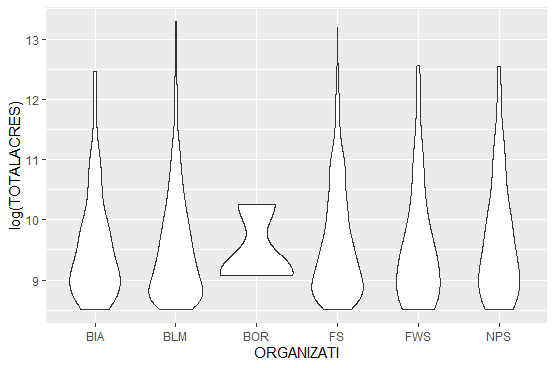 13
12
11
10
9
log(TOTALACRES)
BIA BLM BOR FS FWS NPS
ORGANIZATI